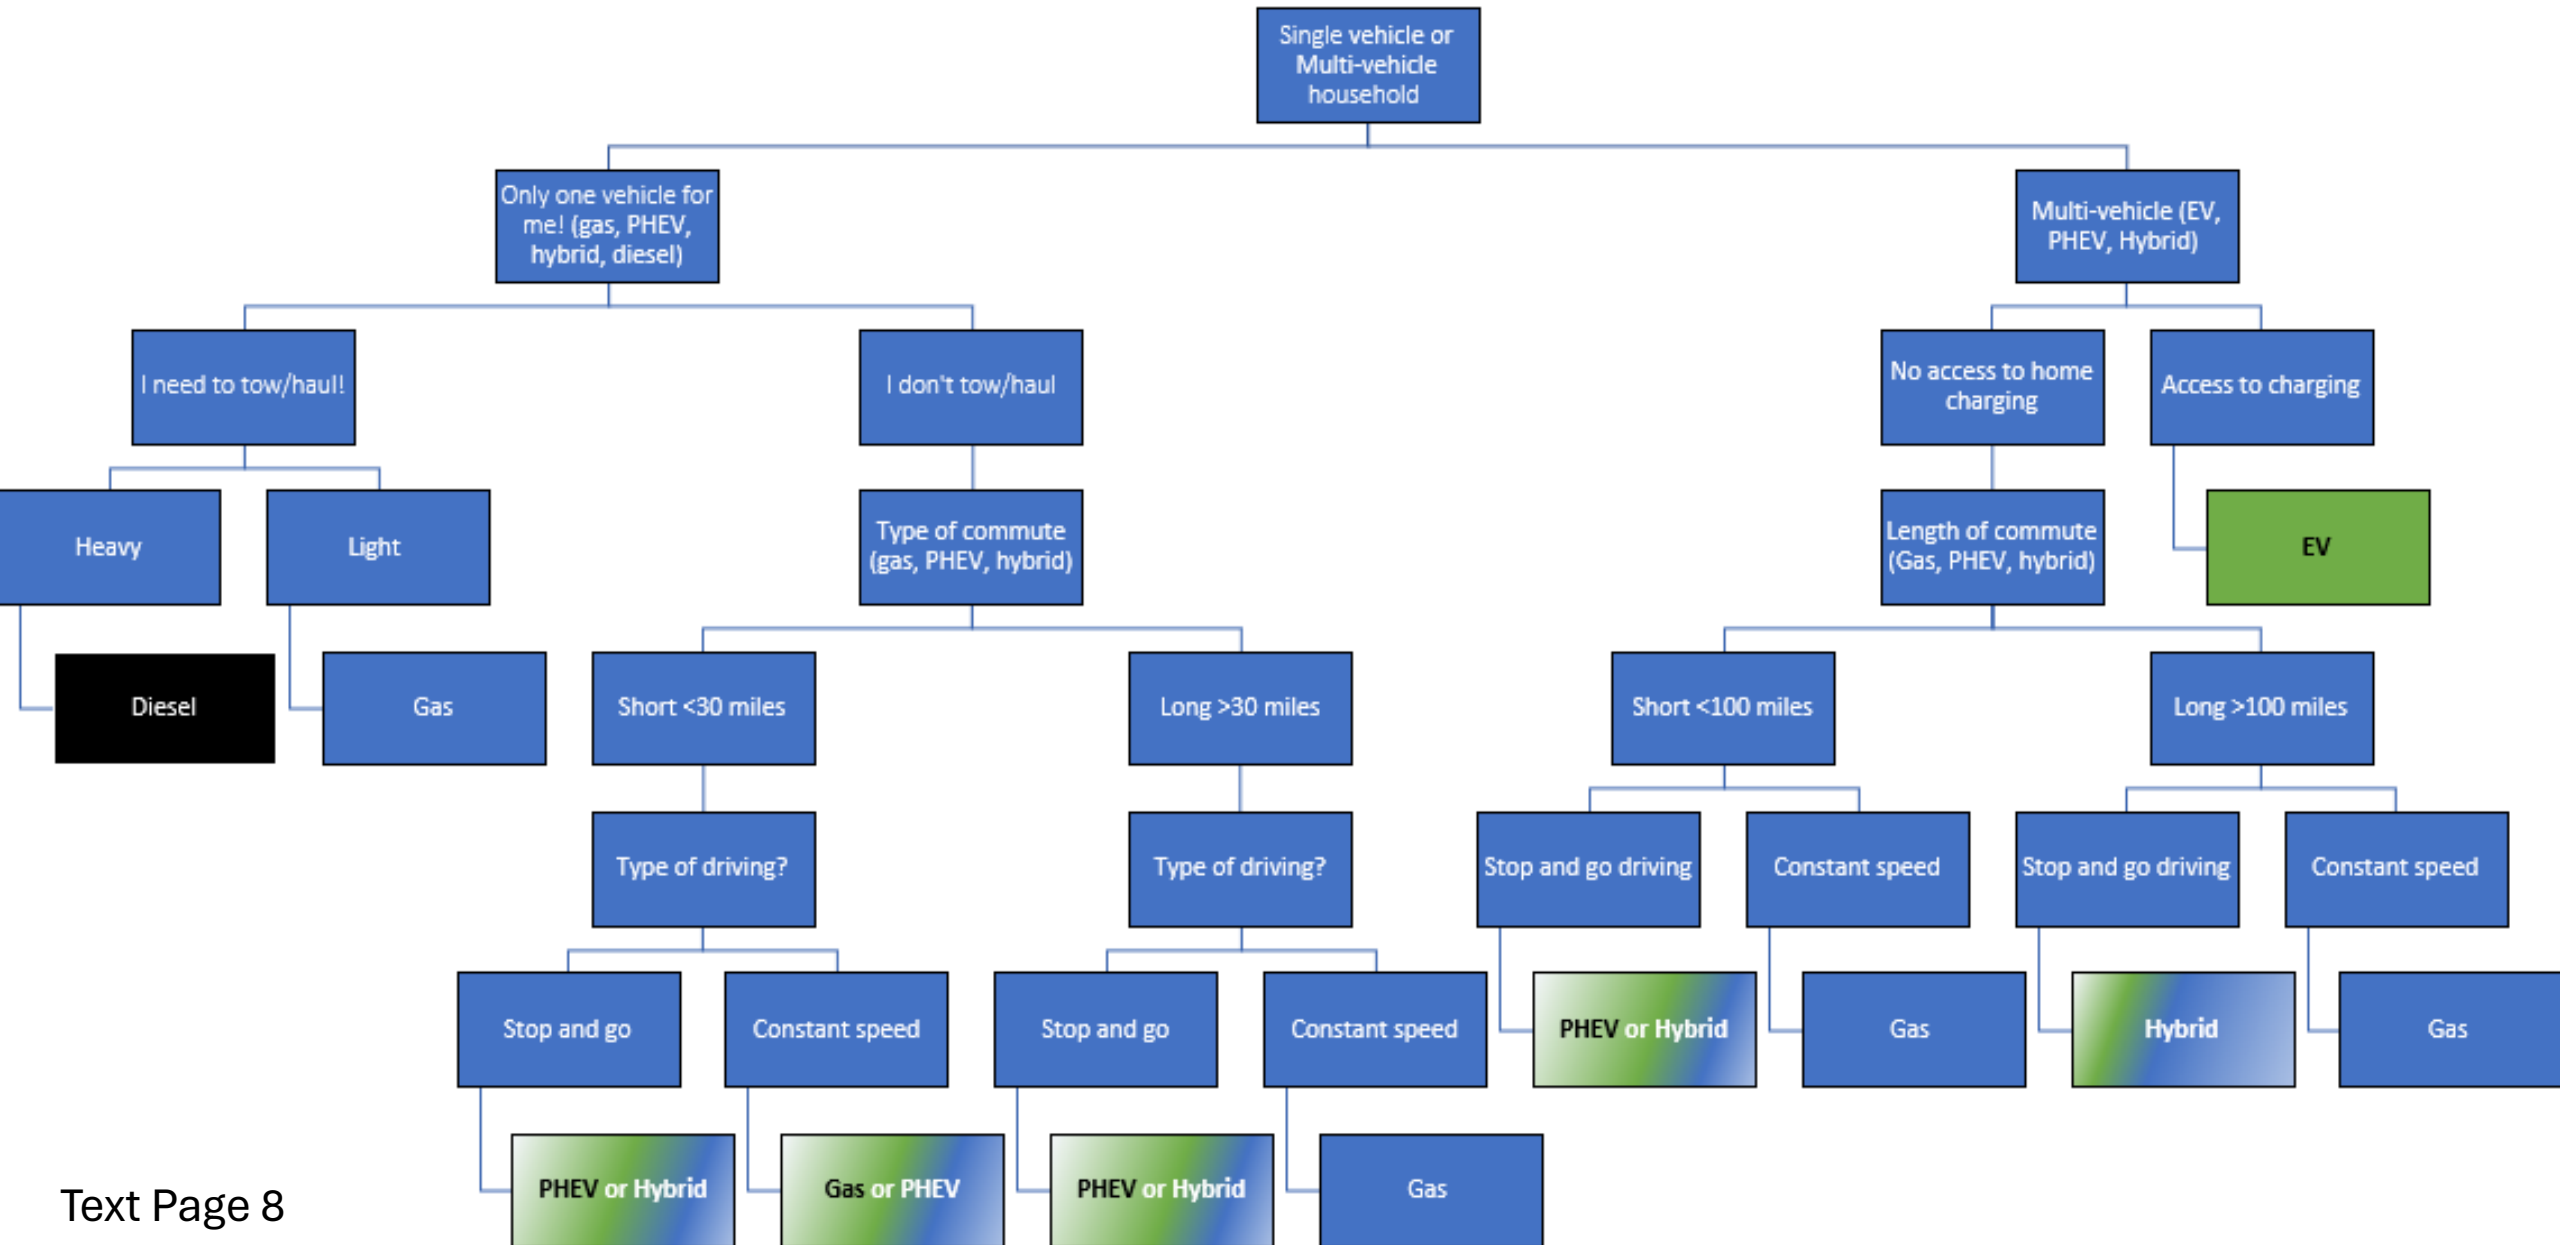 Single vehicle or
Multi-vehicle
household
Only one vehicle for
me! (gas, PHEV,
hybrid, diesel)
Multi-vehicle (EV,
PHEV, Hybrid)
I need to tow/haul!
I don't tow/haul
No access to home
charging
Access to charging
Heavy
Light
Type of commute
(gas, PHEV, hybrid)
Length of commute
(Gas, PHEV, hybrid)
EV
Diesel
Gas
Short <30 miles
Long >30 miles
Short <100 miles
Long >100 miles
Type of driving?
Type of driving?
Stop and go driving
Constant speed
Stop and go driving
Constant speed
Stop and go
Constant speed
Stop and go
Constant speed
PHEV or Hybrid
Gas
Hybrid
Gas
PHEV or Hybrid
Gas or PHEV
PHEV or Hybrid
Gas
Text Page 8